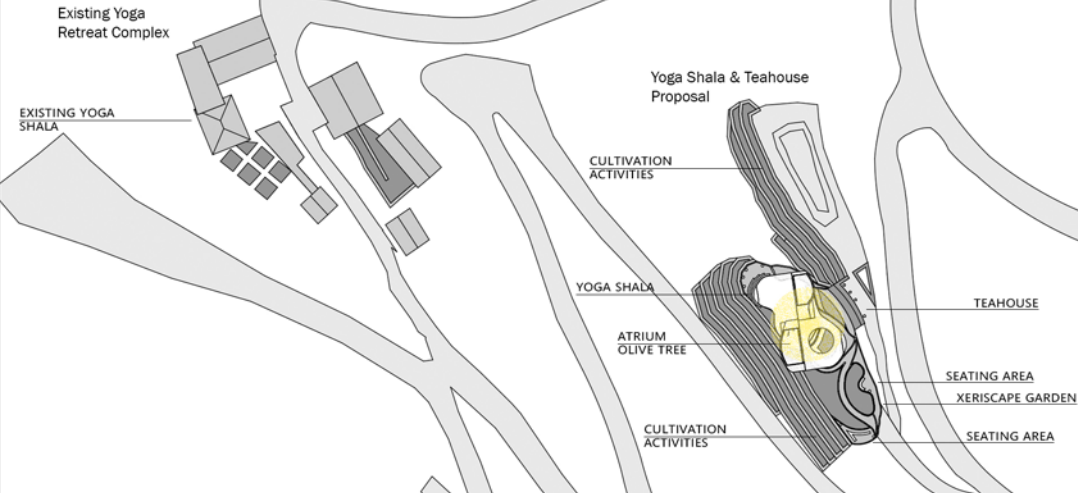 Existing Yoga
Retreat Complex
EXISTING YOGA
SHALA
Yoga Shala & Teahouse
Proposal
CULTIVATION
ACTIVITIES
YOGA SHALA
TEAHOUSE
ATRIUM
OLIVE TREE
SEATING AREA
XERISCAPE GARDEN
CULTIVATION
ACTIVITIES
SEATING AREA